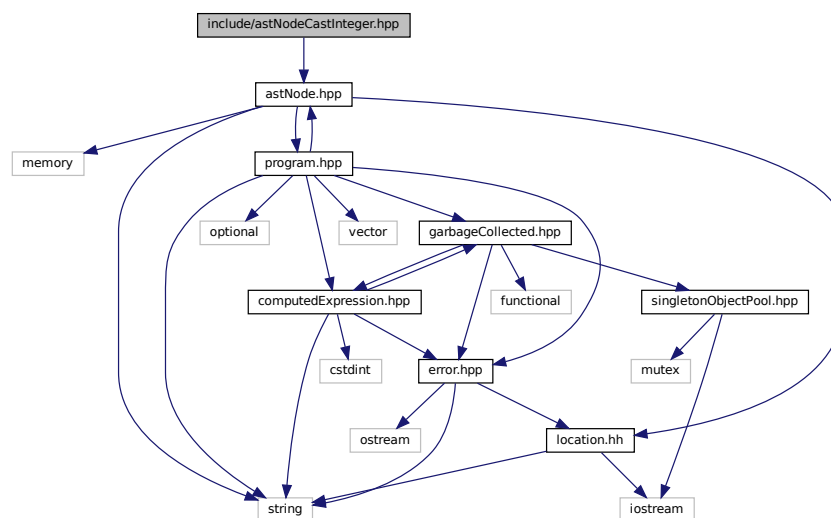 include/astNodeCastInteger.hpp
astNode.hpp
memory
program.hpp
optional
vector
garbageCollected.hpp
computedExpression.hpp
functional
singletonObjectPool.hpp
cstdint
error.hpp
mutex
ostream
location.hh
string
iostream